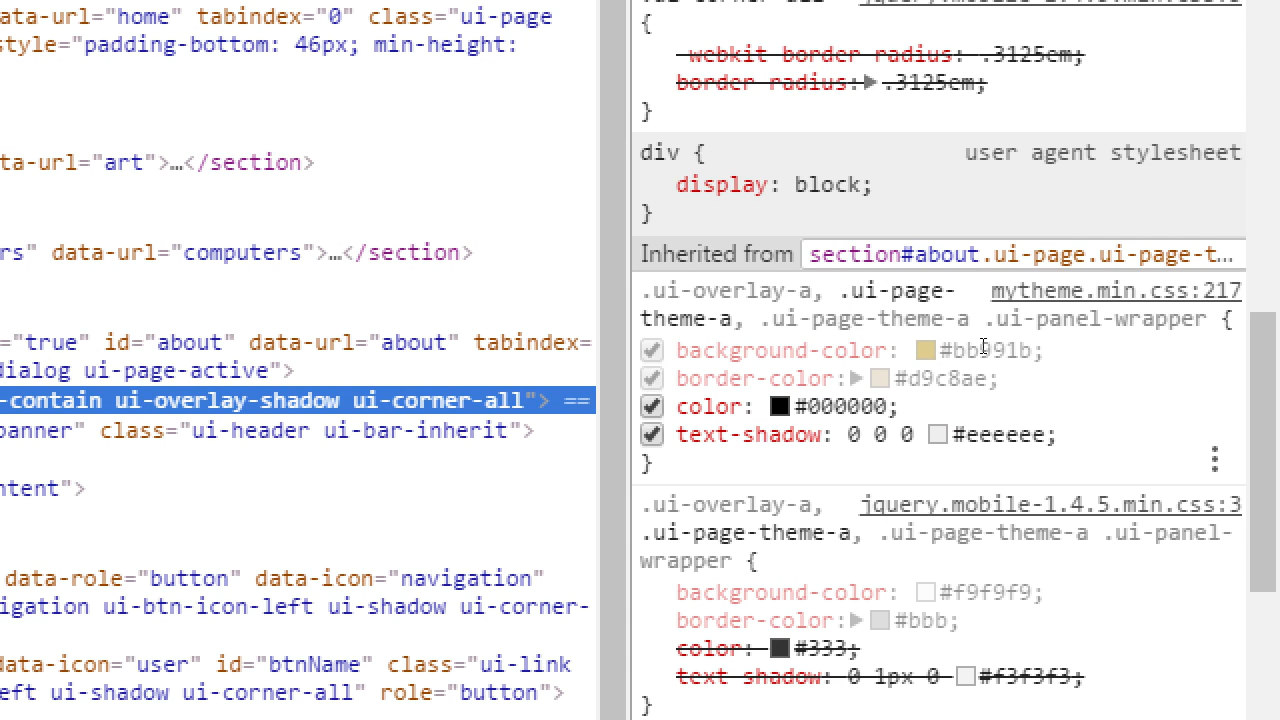 ata-url="home" tabindex="0" class="ui-page
style="padding-bottom: 46px; min-height:
ta-url="art">…</section>
rs" data-url="computers">…</section>
="true" id="about" data-url="about" tabindex=
dialog ui-page-active">
-contain ui-overlay-shadow ui-corner-all"> ==
banner" class="ui-header ui-bar-inherit">
ntent">
data-role="button" data-icon="navigation"
igation ui-btn-icon-left ui-shadow ui-corner-
data-icon="user" id="btnName" class="ui-link
eft ui-shadow ui-corner-all" role="button">
{
-webkit-border-radius: .3125em;
border-radius:▶ .3125em;
}
div { user agent stylesheet
display: block;
}
Inherited from section#about.ui-page.ui-page-t…
.ui-overlay-a, .ui-page- mytheme.min.css:217
theme-a, .ui-page-theme-a .ui-panel-wrapper {
background-color: #bb991b;
border-color:▶ #d9c8ae;
color: #000000;
text-shadow: 0 0 0 #eeeeee;
}
.ui-overlay-a, jquery.mobile-1.4.5.min.css:3
.ui-page-theme-a, .ui-page-theme-a .ui-panel-
wrapper {
background-color: #f9f9f9;
border-color:▶ #bbb;
color: #333;
text-shadow: 0 1px 0 #f3f3f3;
}